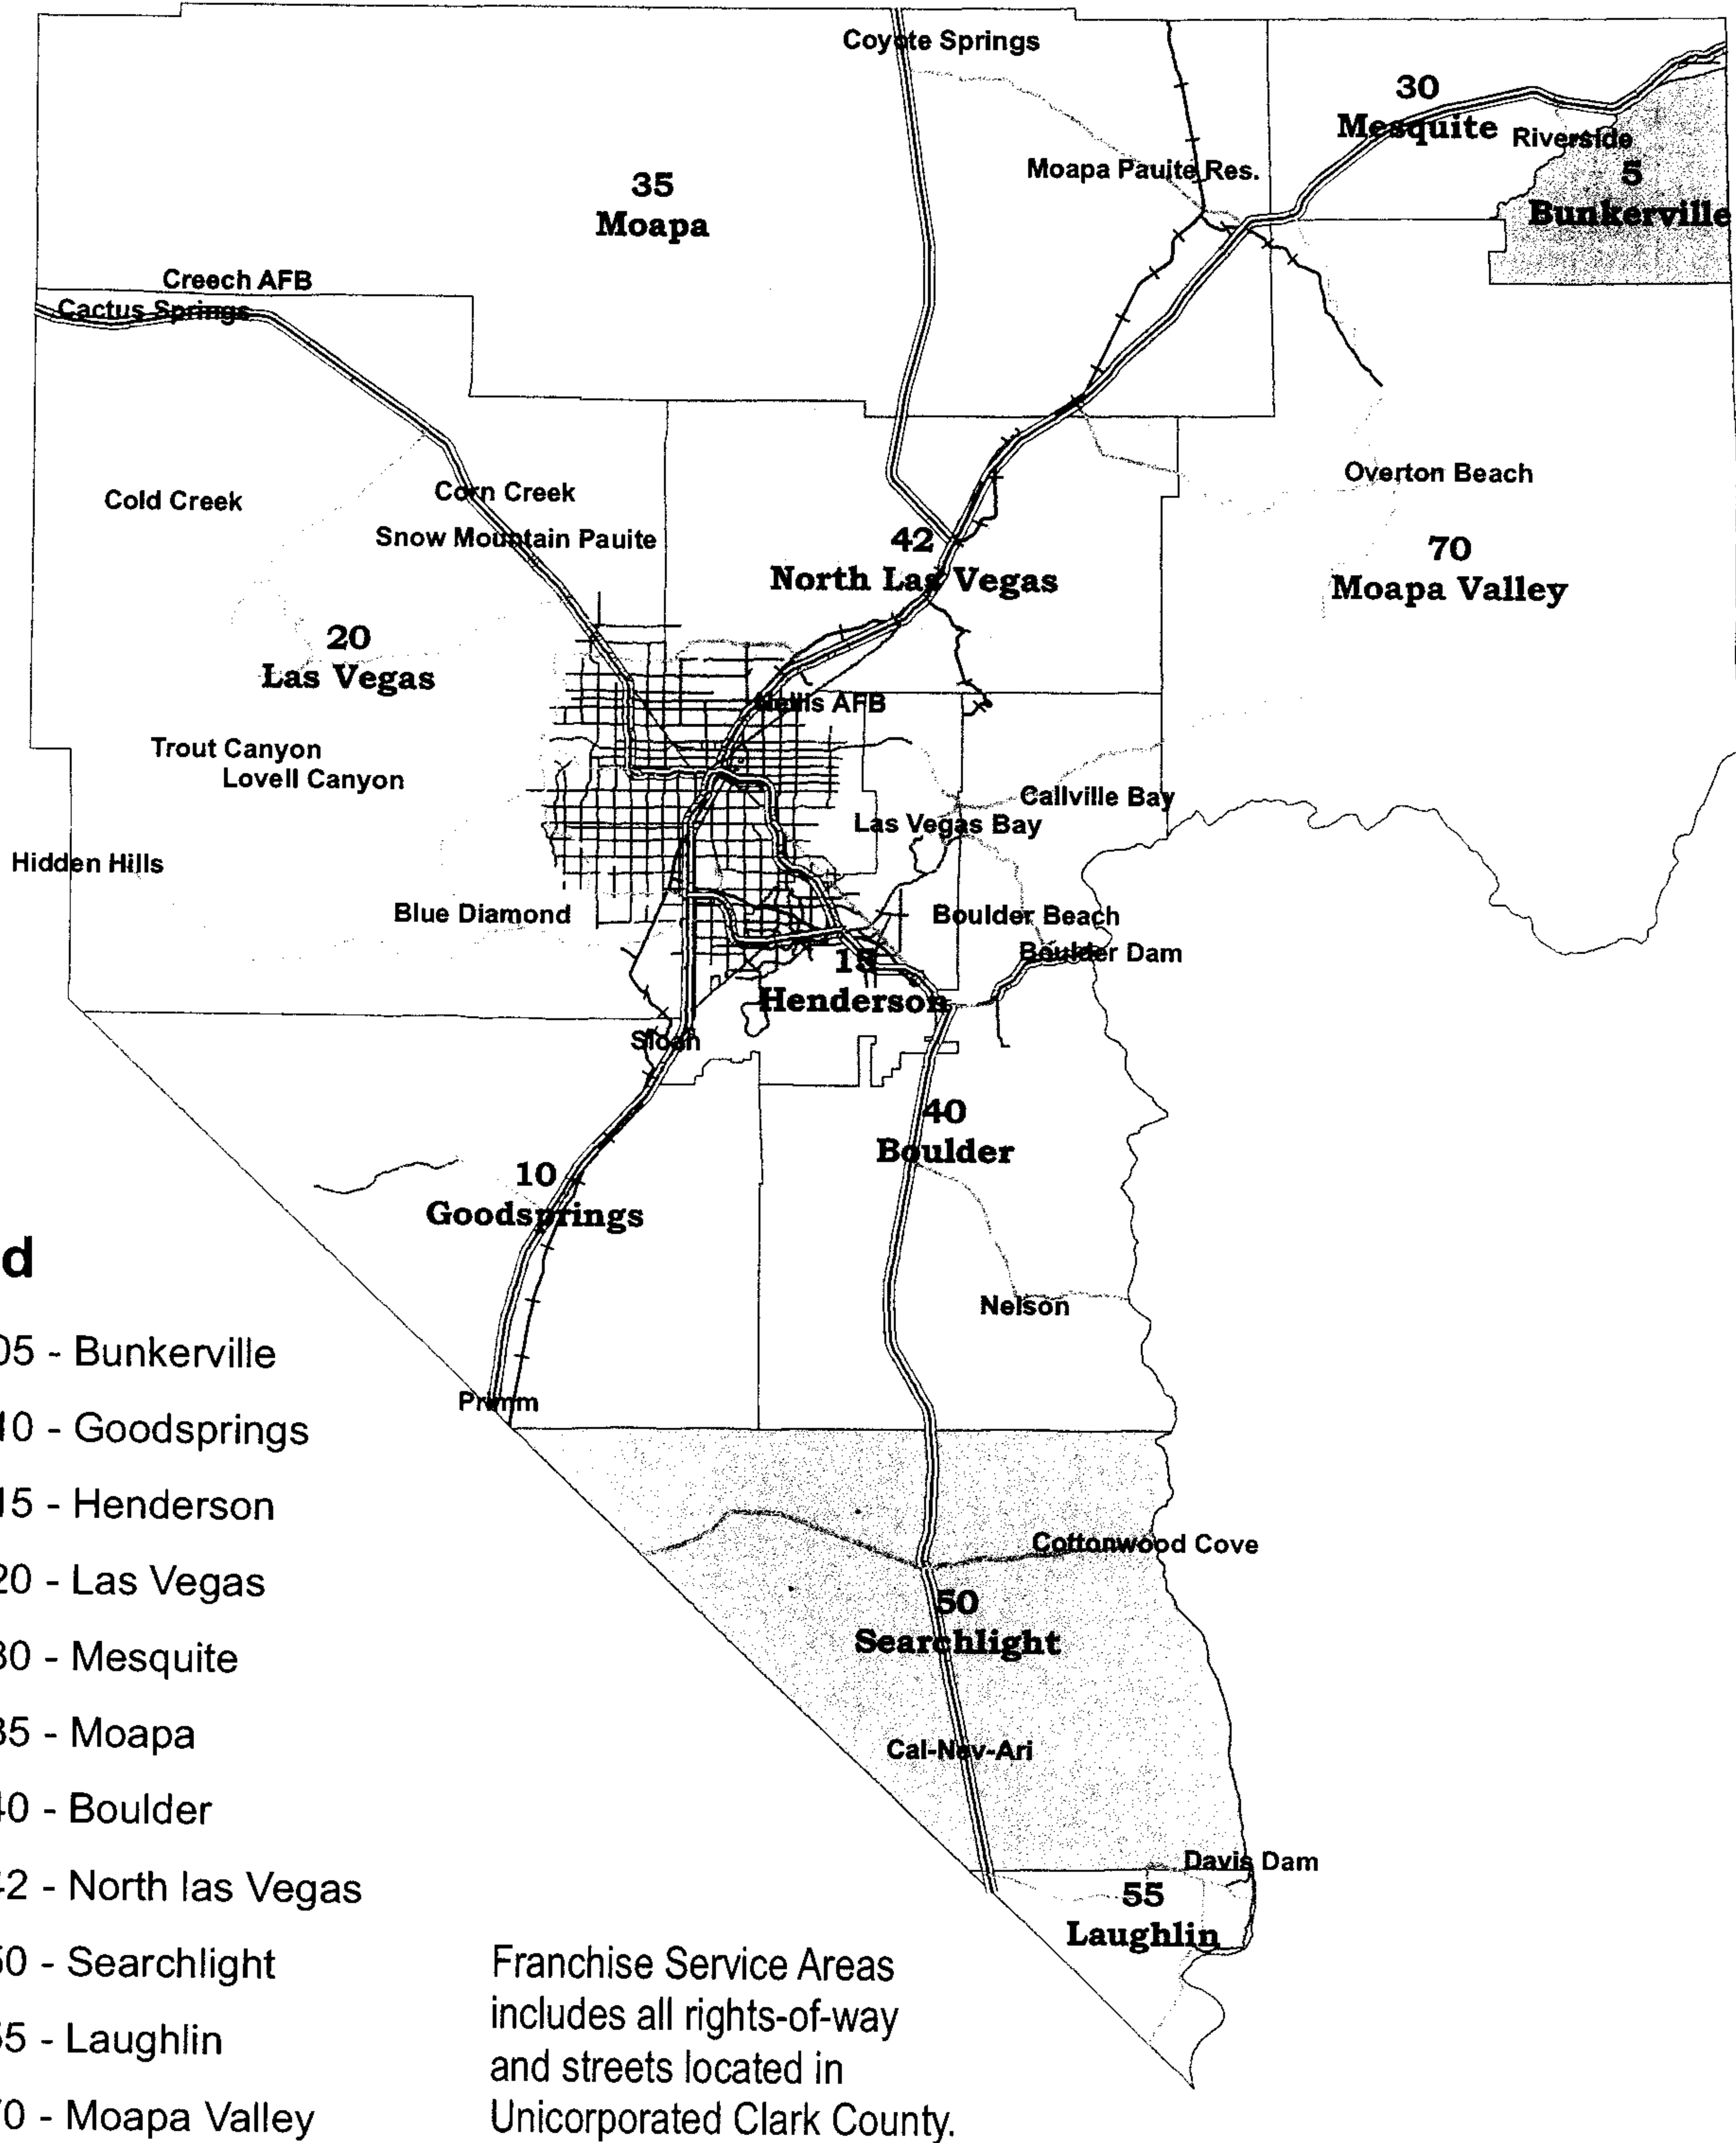 Coyote Springs
30
Mesquite
Riverside
Moapa Pauite Res.
5
Bunkerville
35
Moapa
Creech AFB
Cactus Springs
Overton Beach
Cold Creek
Corn Creek
Snow Mountain Pauite
42
North Las Vegas
70
Moapa Valley
20
Las Vegas
Nellis AFB
Trout Canyon
Lovell Canyon
Callville Bay
Las Vegas Bay
Hidden Hills
Blue Diamond
Boulder Beach
Boulder Dam
15
Henderson
Sloan
40
Boulder
10
Goodsprings
Nelson
Primm
Cottonwood Cove
50
Searchlight
Cal-Nev-Ari
Davis Dam
55
Laughlin
d
05 - Bunkerville
10 - Goodsprings
15 - Henderson
20 - Las Vegas
30 - Mesquite
35 - Moapa
40 - Boulder
42 - North las Vegas
50 - Searchlight
55 - Laughlin
70 - Moapa Valley
Franchise Service Areas
includes all rights-of-way
and streets located in
Unicorporated Clark County.